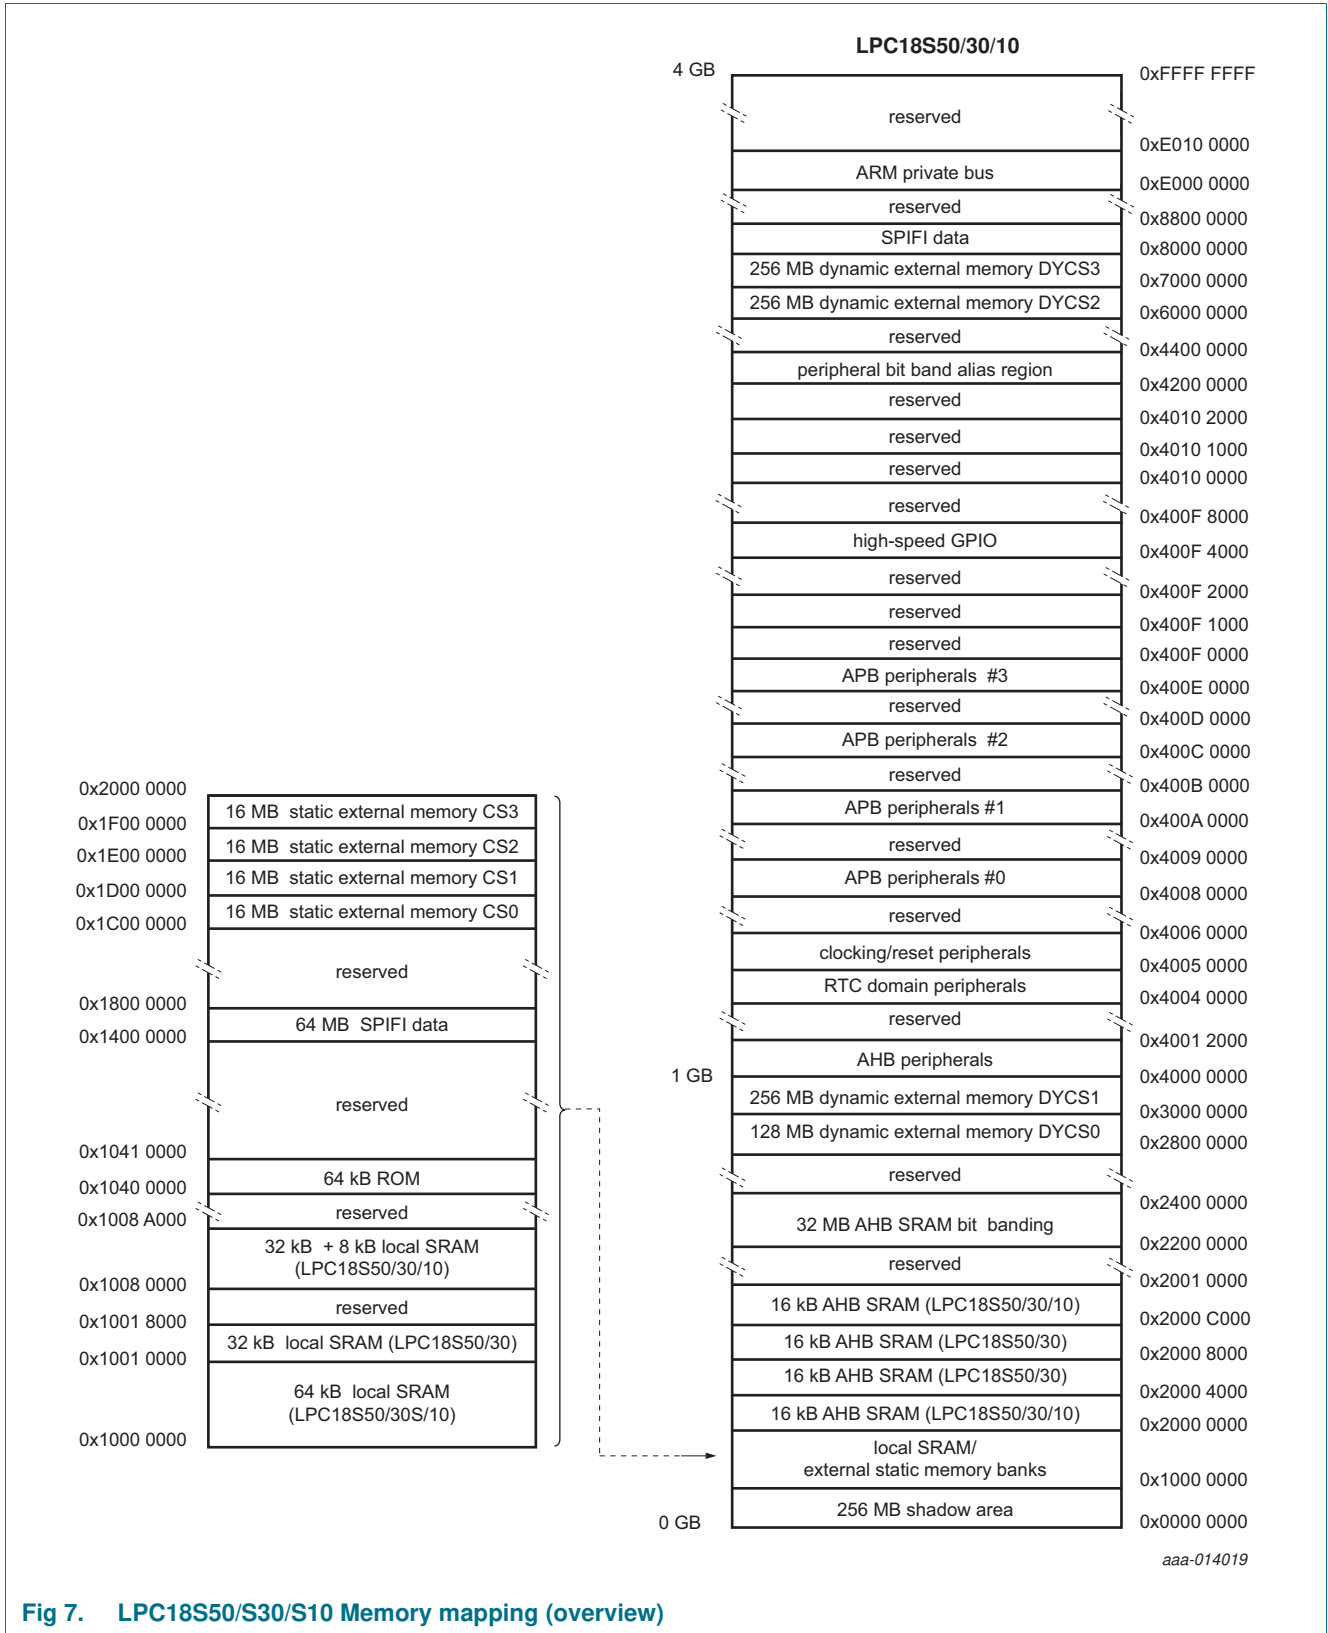 LPC18S50/30/10
4 GB
0xFFFF FFFF
reserved
0xE010 0000
ARM private bus
0xE000 0000
reserved
0x8800 0000
SPIFI data
0x8000 0000
256 MB dynamic external memory DYCS3
0x7000 0000
256 MB dynamic external memory DYCS2
0x6000 0000
reserved
0x4400 0000
peripheral bit band alias region
0x4200 0000
reserved
0x4010 2000
reserved
0x4010 1000
reserved
0x4010 0000
reserved
0x400F 8000
high-speed GPIO
0x400F 4000
reserved
0x400F 2000
reserved
0x400F 1000
reserved
0x400F 0000
APB peripherals #3
0x400E 0000
reserved
0x400D 0000
APB peripherals #2
0x400C 0000
reserved
0x400B 0000
APB peripherals #1
0x400A 0000
reserved
0x4009 0000
APB peripherals #0
0x4008 0000
reserved
0x4006 0000
clocking/reset peripherals
0x4005 0000
RTC domain peripherals
0x4004 0000
reserved
0x4001 2000
AHB peripherals
1 GB
0x4000 0000
256 MB dynamic external memory DYCS1
0x3000 0000
128 MB dynamic external memory DYCS0
0x2800 0000
reserved
0x2400 0000
32 MB AHB SRAM bit banding
0x2200 0000
reserved
0x2001 0000
16 kB AHB SRAM (LPC18S50/30/10)
0x2000 C000
16 kB AHB SRAM (LPC18S50/30)
0x2000 8000
16 kB AHB SRAM (LPC18S50/30)
0x2000 4000
16 kB AHB SRAM (LPC18S50/30/10)
0x2000 0000
local SRAM/
external static memory banks
0x1000 0000
256 MB shadow area
0 GB
0x0000 0000
0x2000 0000
16 MB static external memory CS3
0x1F00 0000
16 MB static external memory CS2
0x1E00 0000
16 MB static external memory CS1
0x1D00 0000
16 MB static external memory CS0
0x1C00 0000
reserved
0x1800 0000
64 MB SPIFI data
0x1400 0000
reserved
0x1041 0000
64 kB ROM
0x1040 0000
reserved
0x1008 A000
32 kB + 8 kB local SRAM
(LPC18S50/30/10)
0x1008 0000
reserved
0x1001 8000
32 kB local SRAM (LPC18S50/30)
0x1001 0000
64 kB local SRAM
(LPC18S50/30S/10)
0x1000 0000
aaa-014019
Fig 7. LPC18S50/S30/S10 Memory mapping (overview)